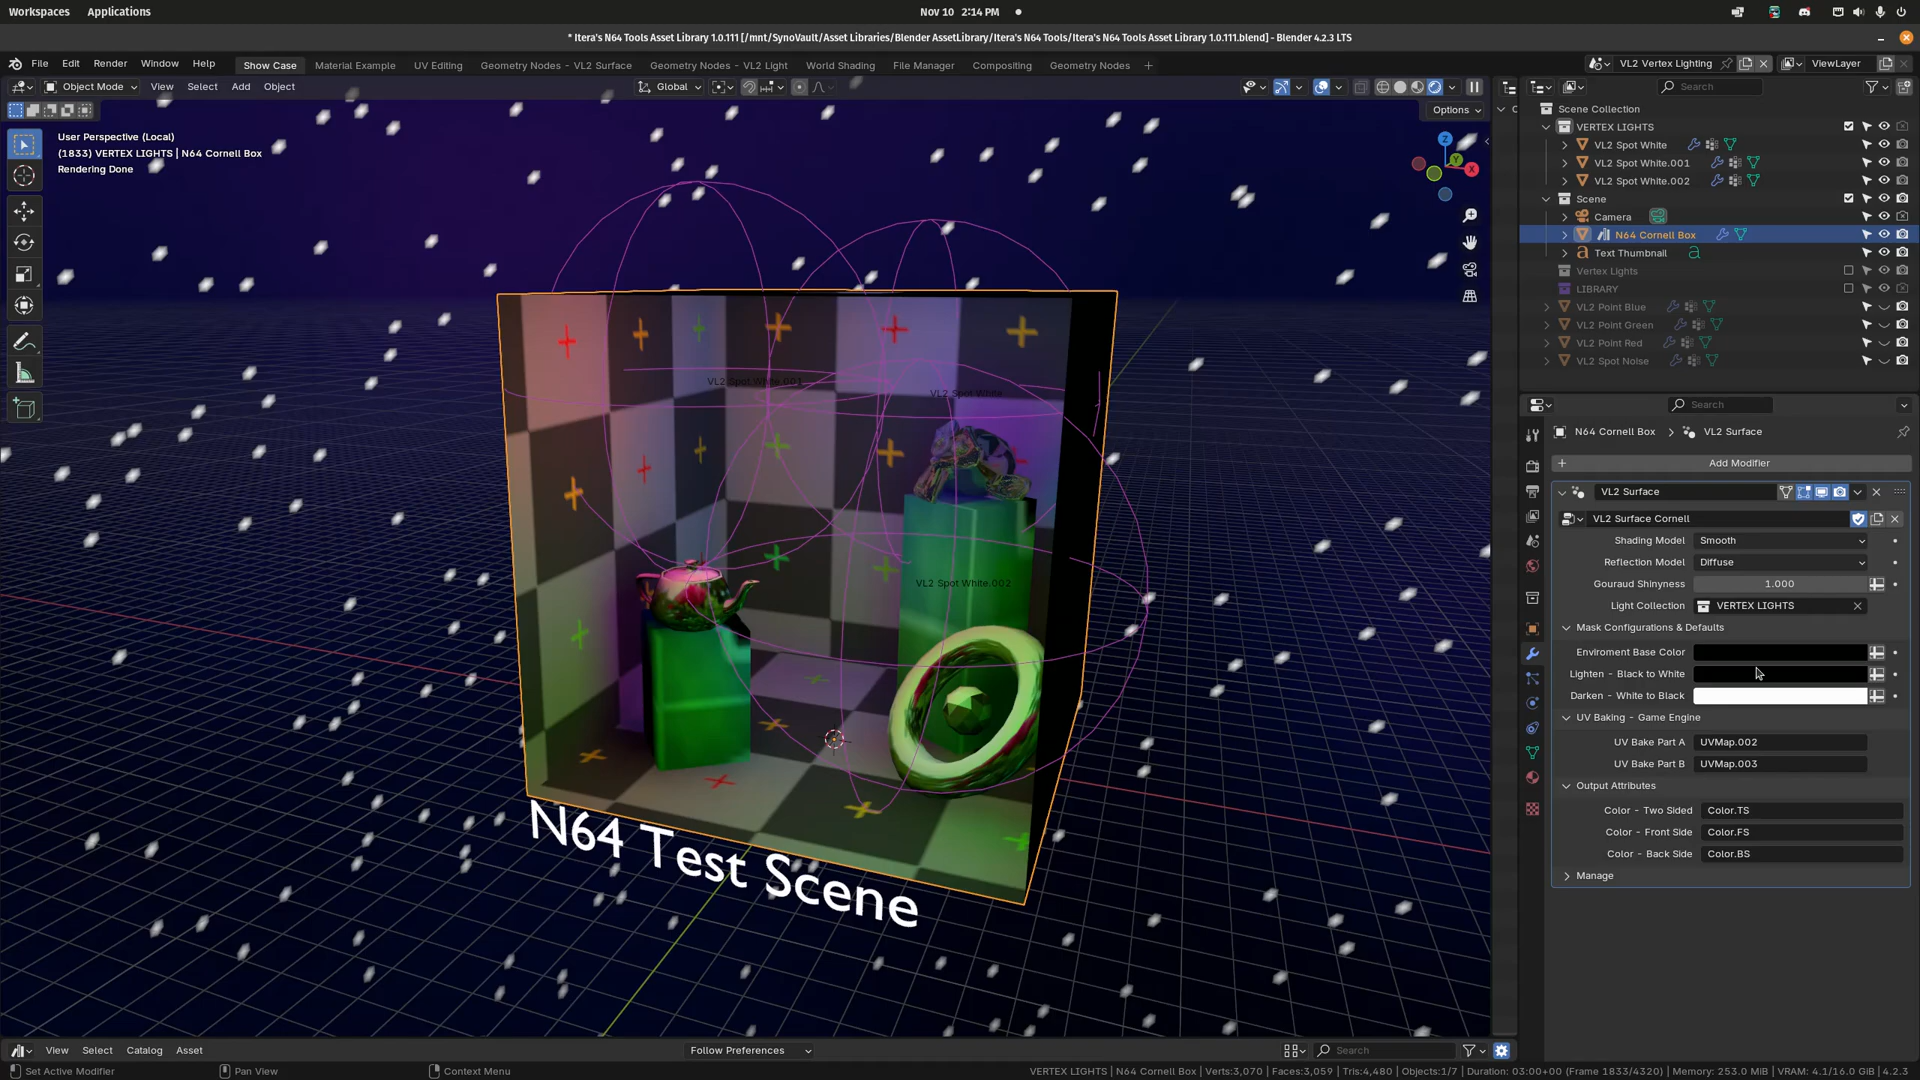 Workspaces Applications Nov 10 2:14 PM
* Itera's N64 Tools Asset Library 1.0.111 [/mnt/SynoVault/Asset Libraries/Blender AssetLibrary/Itera's N64 Tools/Itera's N64 Tools Asset Library 1.0.111.blend] - Blender 4.2.3 LTS
File Edit Render Window Help Show Case Material Example UV Editing Geometry Nodes - VL2 Surface Geometry Nodes - VL2 Light World Shading File Manager Compositing Geometry Nodes + VL2 Vertex Lighting ViewLayer
Object Mode View Select Add Object Global Search
Options
User Perspective (Local)
(1833) VERTEX LIGHTS | N64 Cornell Box
Rendering Done
Z
Y
X
VL2 Spot White.001
VL2 Spot White
VL2 Spot White.002
N64 Test Scene
Scene Collection
VERTEX LIGHTS
VL2 Spot White
VL2 Spot White.001
VL2 Spot White.002
Scene
Camera
N64 Cornell Box
Text Thumbnail
Vertex Lights
LIBRARY
VL2 Point Blue
VL2 Point Green
VL2 Point Red
VL2 Spot Noise
Search
N64 Cornell Box > VL2 Surface
+ Add Modifier
VL2 Surface
VL2 Surface Cornell
Shading Model Smooth
Reflection Model Diffuse
Gouraud Shinyness 1.000
Light Collection VERTEX LIGHTS
Mask Configurations & Defaults
Enviroment Base Color
Lighten - Black to White
Darken - White to Black
UV Baking - Game Engine
UV Bake Part A UVMap.002
UV Bake Part B UVMap.003
Output Attributes
Color - Two Sided Color.TS
Color - Front Side Color.FS
Color - Back Side Color.BS
Manage
View Select Catalog Asset Follow Preferences Search
Set Active Modifier Pan View Context Menu VERTEX LIGHTS | N64 Cornell Box | Verts:3,070 | Faces:3,059 | Tris:4,480 | Objects:1/7 | Duration: 03:00+00 (Frame 1833/4320) | Memory: 253.0 MiB | VRAM: 4.1/16.0 GiB | 4.2.3